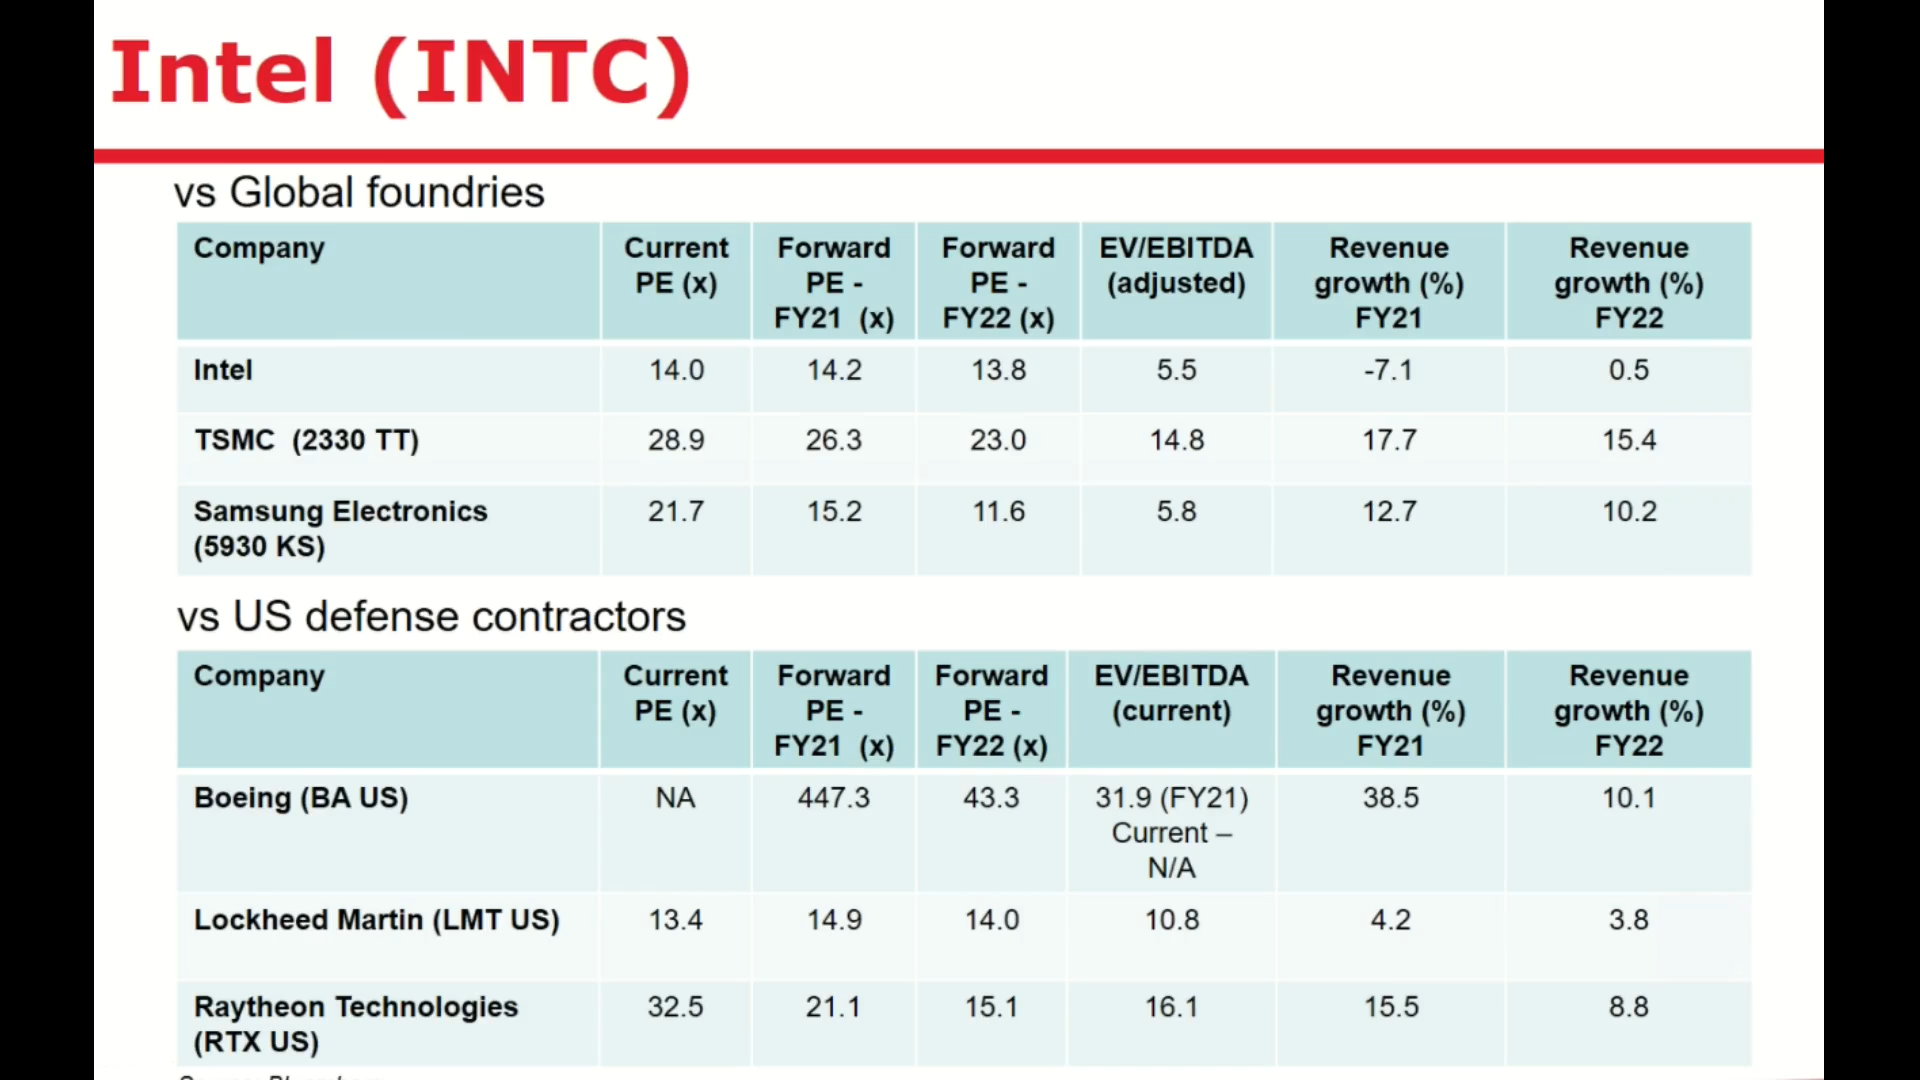 Intel (INTC)
vs Global foundries
Company | Current PE (x) | Forward PE - FY21 (x) | Forward PE - FY22 (x) | EV/EBITDA (adjusted) | Revenue growth (%) FY21 | Revenue growth (%) FY22
Intel | 14.0 | 14.2 | 13.8 | 5.5 | -7.1 | 0.5
TSMC (2330 TT) | 28.9 | 26.3 | 23.0 | 14.8 | 17.7 | 15.4
Samsung Electronics (5930 KS) | 21.7 | 15.2 | 11.6 | 5.8 | 12.7 | 10.2
vs US defense contractors
Company | Current PE (x) | Forward PE - FY21 (x) | Forward PE - FY22 (x) | EV/EBITDA (current) | Revenue growth (%) FY21 | Revenue growth (%) FY22
Boeing (BA US) | NA | 447.3 | 43.3 | 31.9 (FY21) Current – N/A | 38.5 | 10.1
Lockheed Martin (LMT US) | 13.4 | 14.9 | 14.0 | 10.8 | 4.2 | 3.8
Raytheon Technologies (RTX US) | 32.5 | 21.1 | 15.1 | 16.1 | 15.5 | 8.8